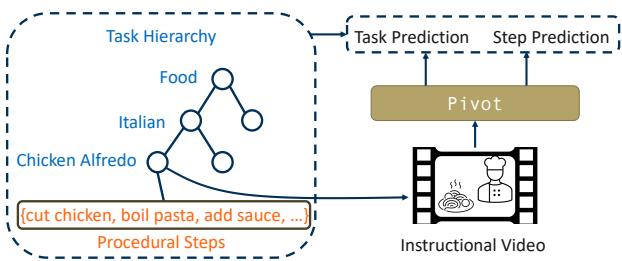 Task Hierarchy
Food
Italian
Chicken Alfredo
{cut chicken, boil pasta, add sauce, ...}
Procedural Steps
Task Prediction Step Prediction
Pivot
Instructional Video